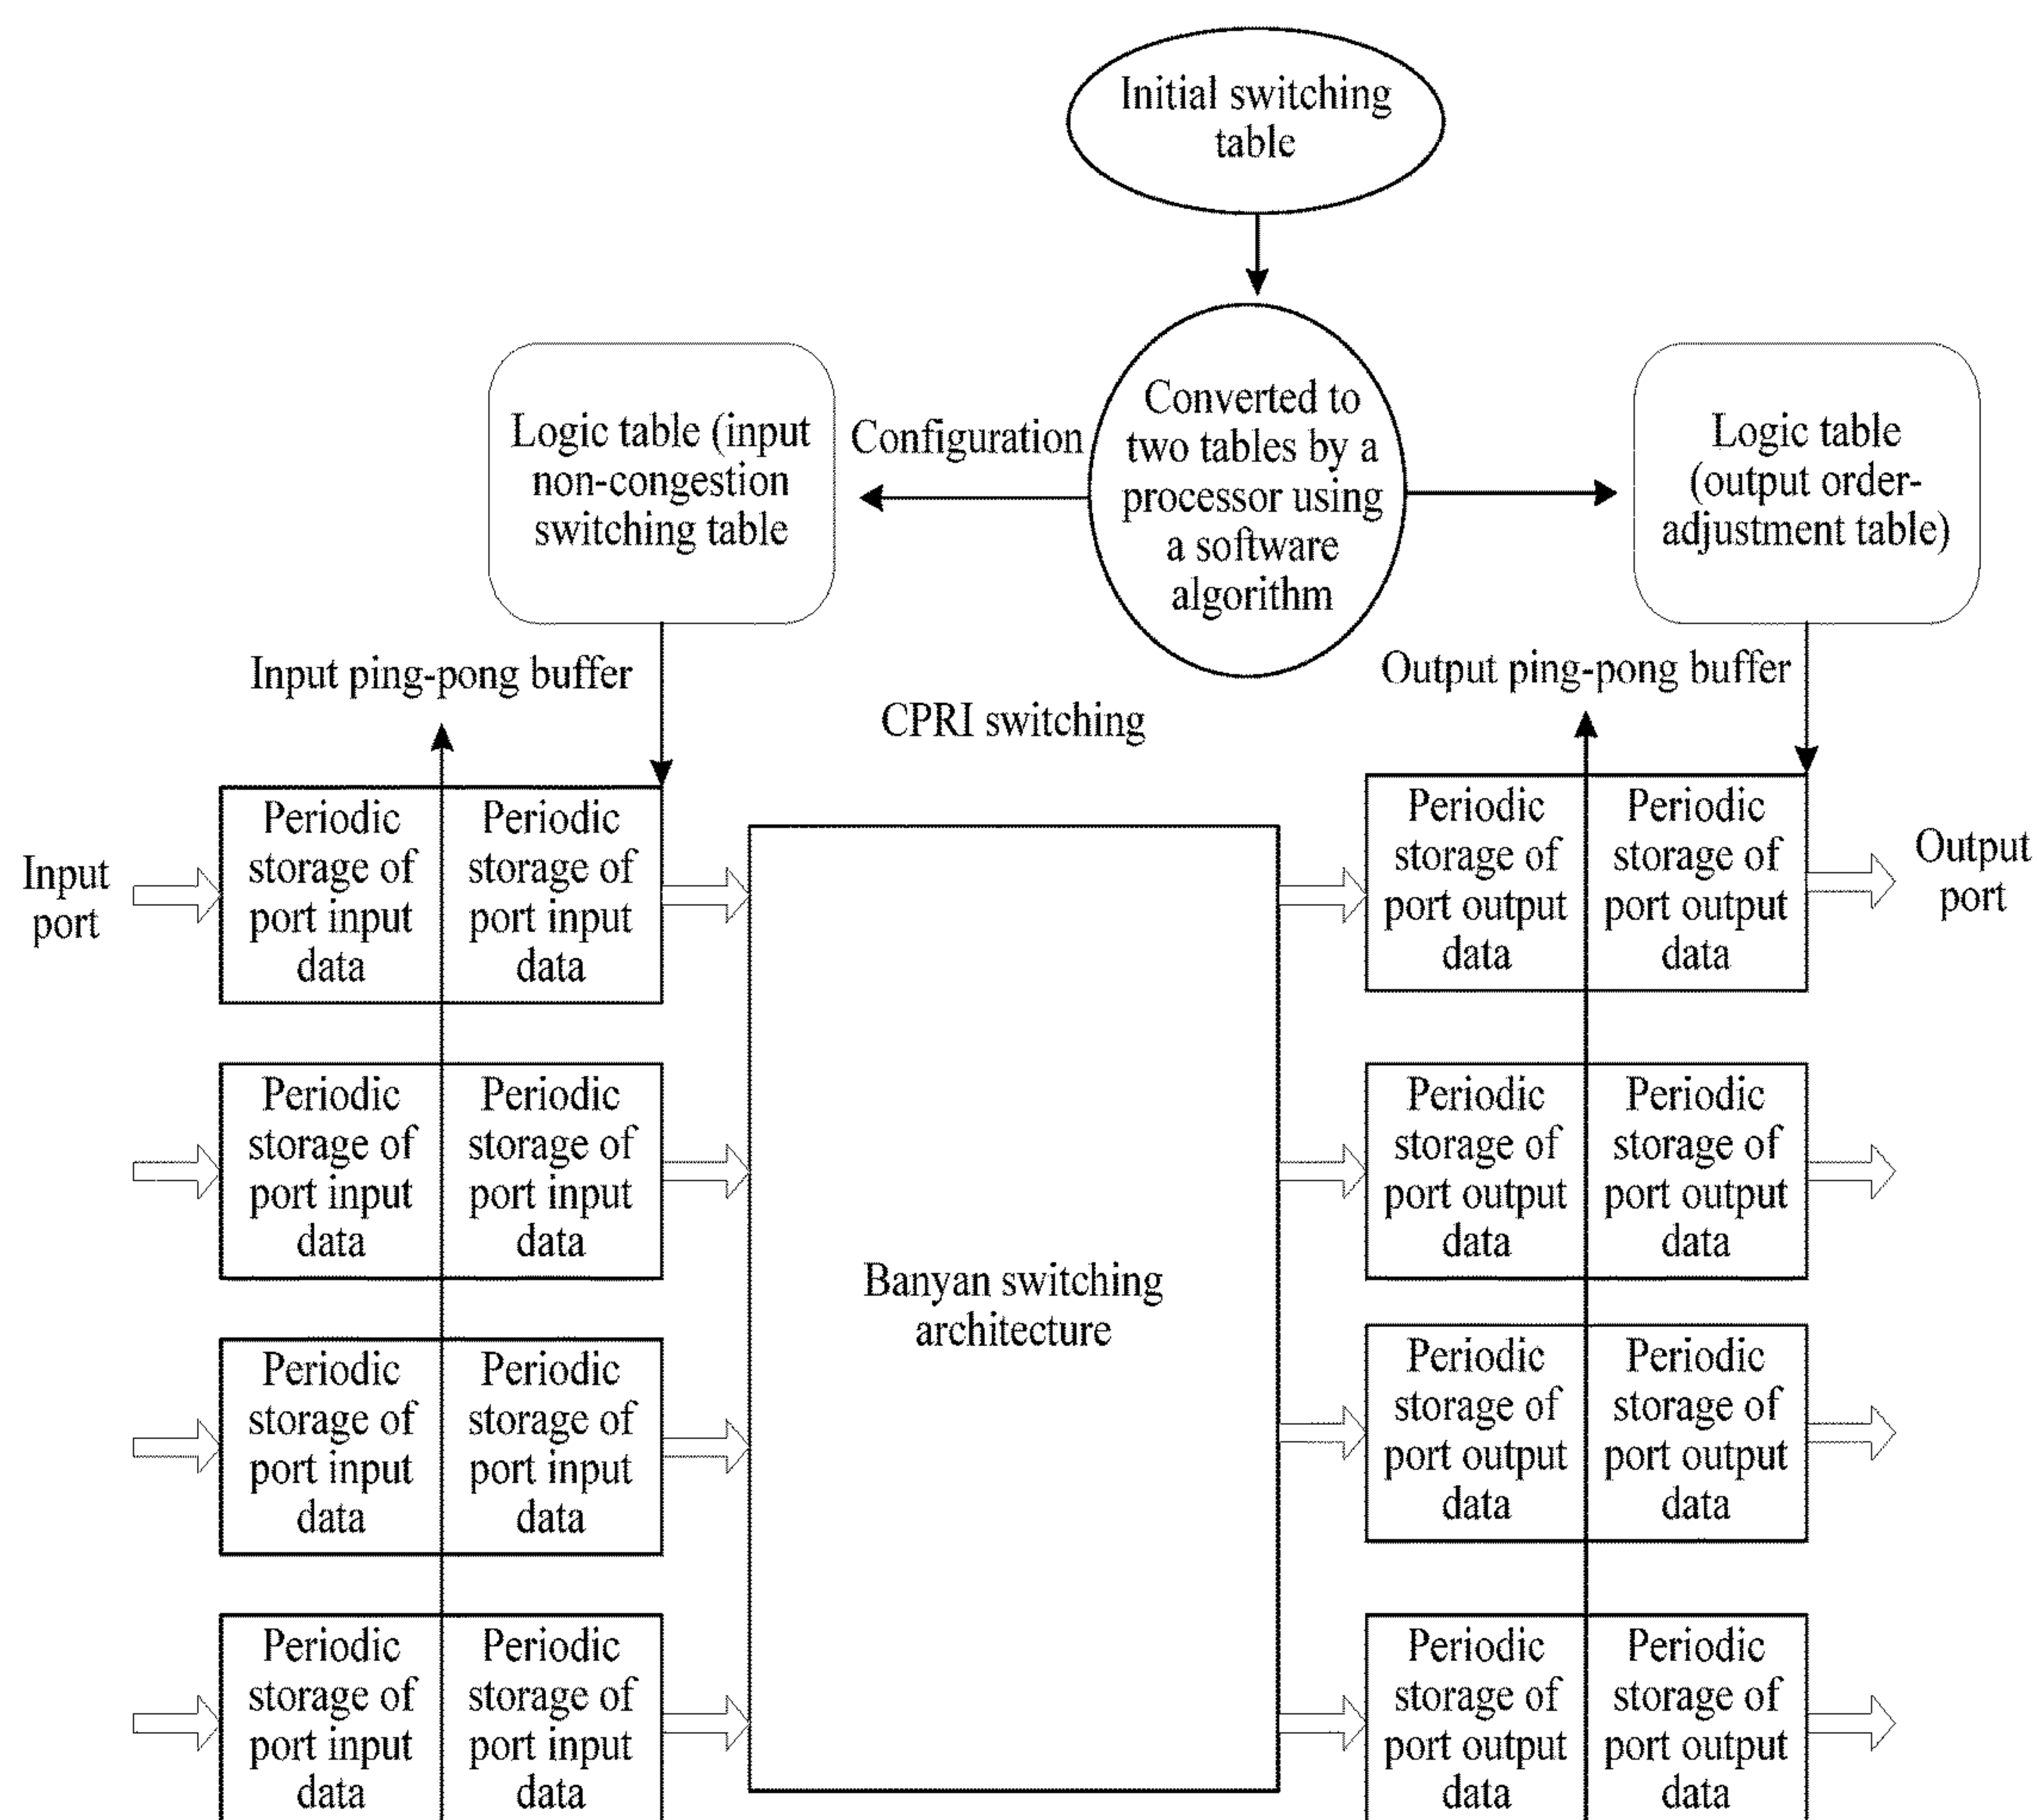 Initial switching
table
Converted to
two tables by a
processor using
a software
algorithm
Configuration
Logic table (input
non-congestion
switching table
Logic table
(output order-
adjustment table)
Input ping-pong buffer
Output ping-pong buffer
CPRI switching
Input
port
Periodic
storage of
port input
data
Periodic
storage of
port input
data
Periodic
storage of
port output
data
Periodic
storage of
port output
data
Output
port
Periodic
storage of
port input
data
Periodic
storage of
port input
data
Periodic
storage of
port output
data
Periodic
storage of
port output
data
Banyan switching
architecture
Periodic
storage of
port input
data
Periodic
storage of
port input
data
Periodic
storage of
port output
data
Periodic
storage of
port output
data
Periodic
storage of
port input
data
Periodic
storage of
port input
data
Periodic
storage of
port output
data
Periodic
storage of
port output
data